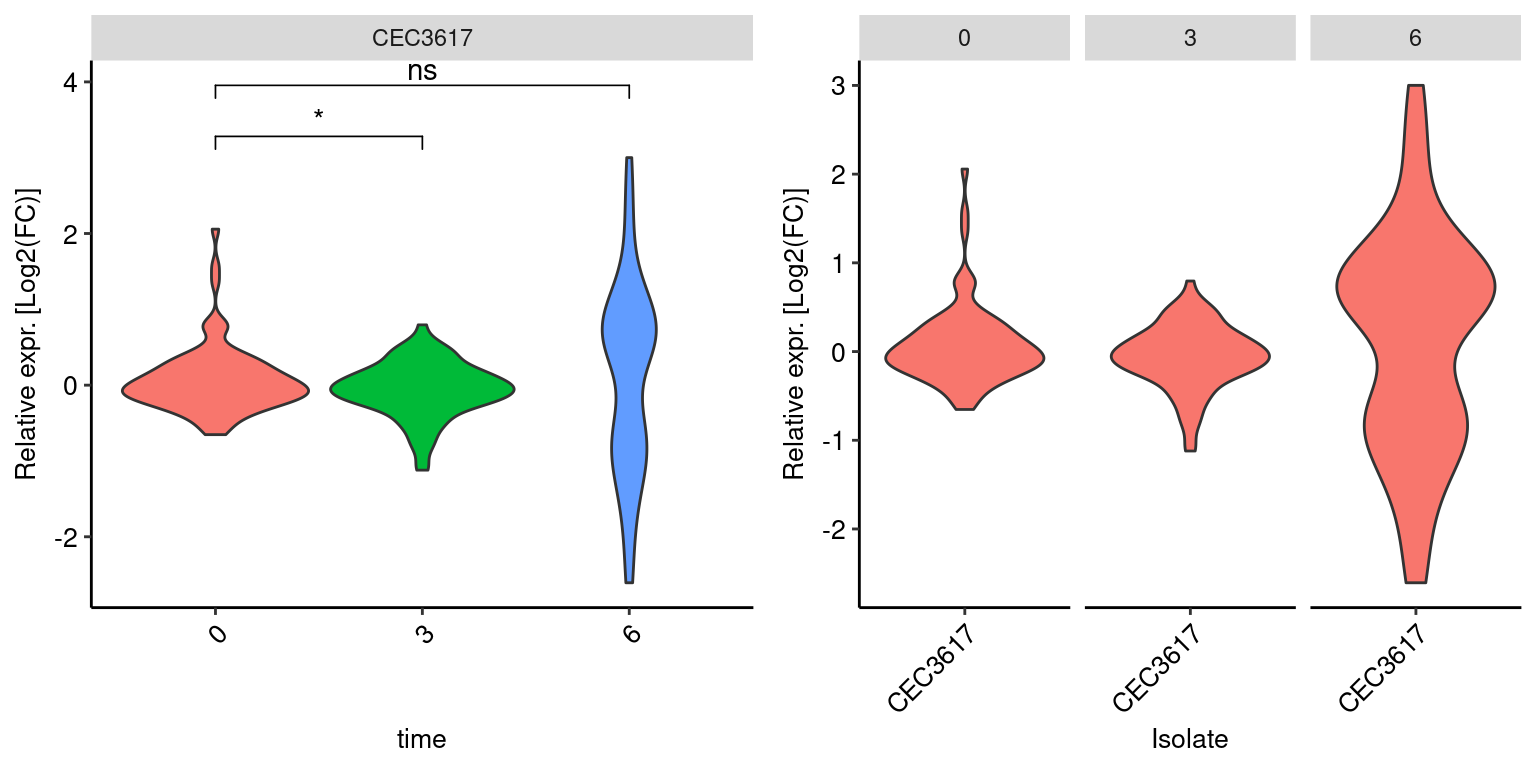 CEC3617
Relative expr. [Log2(FC)]
4
2
0
-2
ns
*
0
3
6
time
0
3
6
Relative expr. [Log2(FC)]
3
2
1
0
-1
-2
CEC3617
CEC3617
CEC3617
Isolate